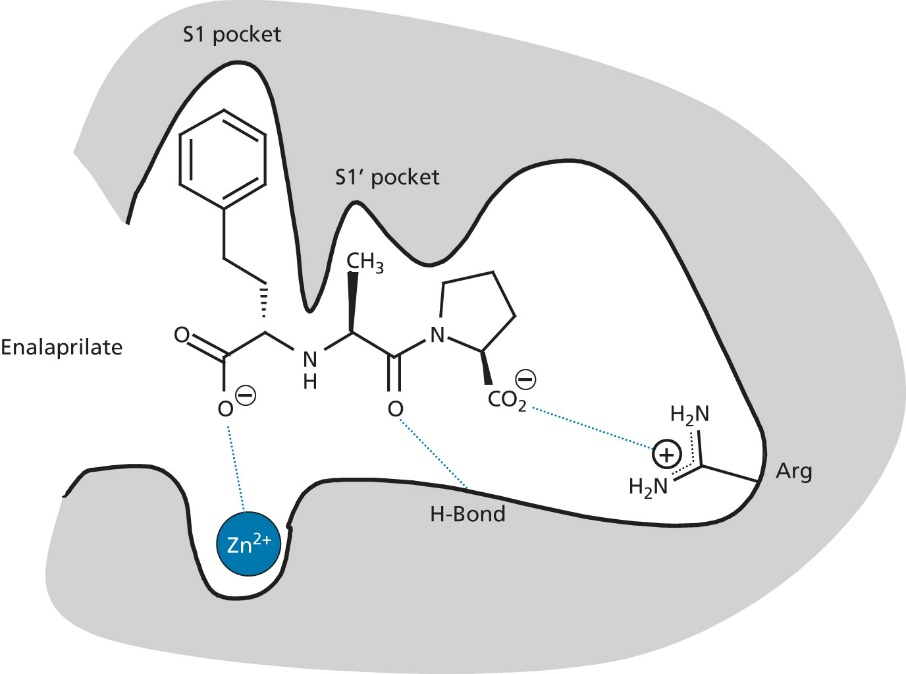 S1 pocket
S1′ pocket
CH₃
Enalaprilate
O
N
H
N
O⊖
O
CO₂⊖
H₂N
⊕
H₂N
Arg
H-Bond
Zn²⁺